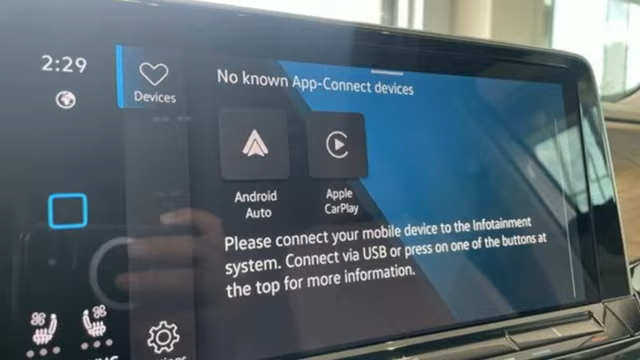 2:29
Devices
No known App-Connect devices
Android
Auto
Apple
CarPlay
Please connect your mobile device to the Infotainment
system. Connect via USB or press on one of the buttons at
the top for more information.